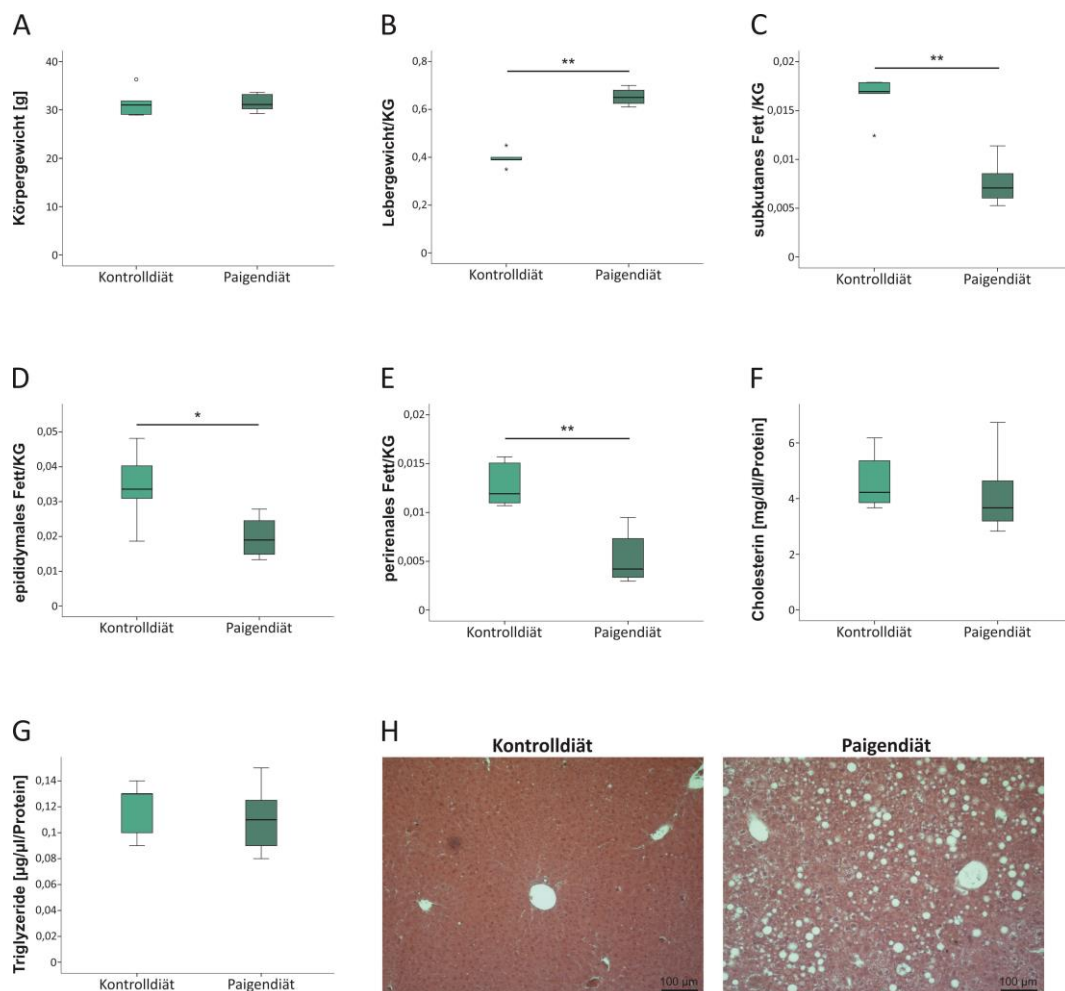 A
Körpergewicht [g]
40
30
20
10
0
Kontrolldiät
Paigendiät
B
Lebergewicht/KG
0,8
0,6
0,4
0,2
0
**
Kontrolldiät
Paigendiät
C
subkutanes Fett /KG
0,02
0,015
0,01
0,005
0
**
Kontrolldiät
Paigendiät
D
epididymales Fett/KG
0,05
0,04
0,03
0,02
0,01
0
*
Kontrolldiät
Paigendiät
E
perirenales Fett/KG
0,02
0,015
0,01
0,005
0
**
Kontrolldiät
Paigendiät
F
Cholesterin [mg/dl/Protein]
6
4
2
0
Kontrolldiät
Paigendiät
G
Triglyzeride [µg/µl/Protein]
0,14
0,12
0,1
0,08
0,06
0,04
0,02
0
Kontrolldiät
Paigendiät
H
Kontrolldiät
100 µm
Paigendiät
100 µm